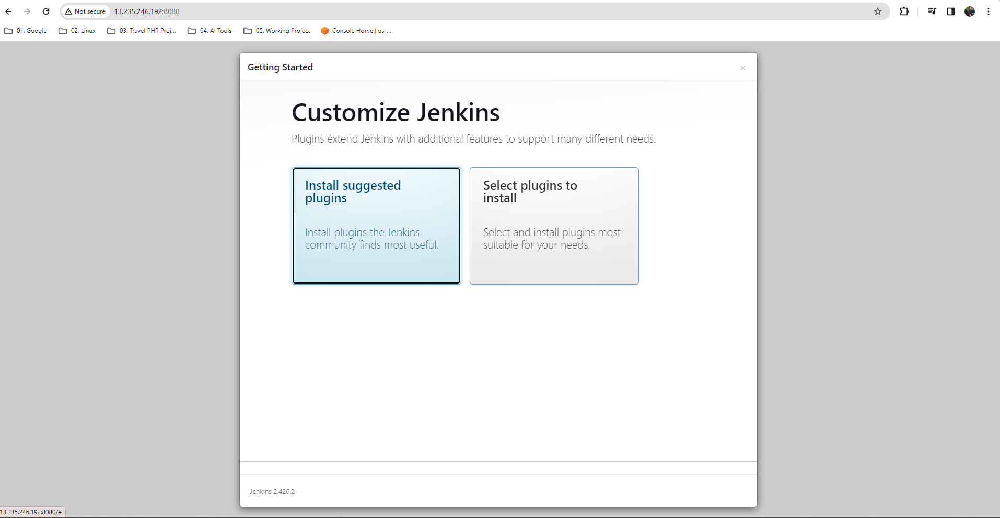 Not secure 13.235.246.192:8080
01. Google 02. Linux 03. Travel PHP Proj... 04. AI Tools 05. Working Project Console Home | us-...
Getting Started ×
Customize Jenkins
Plugins extend Jenkins with additional features to support many different needs.
Install suggested
plugins
Install plugins the Jenkins
community finds most useful.
Select plugins to
install
Select and install plugins most
suitable for your needs.
Jenkins 2.426.2
13.235.246.192:8080/#